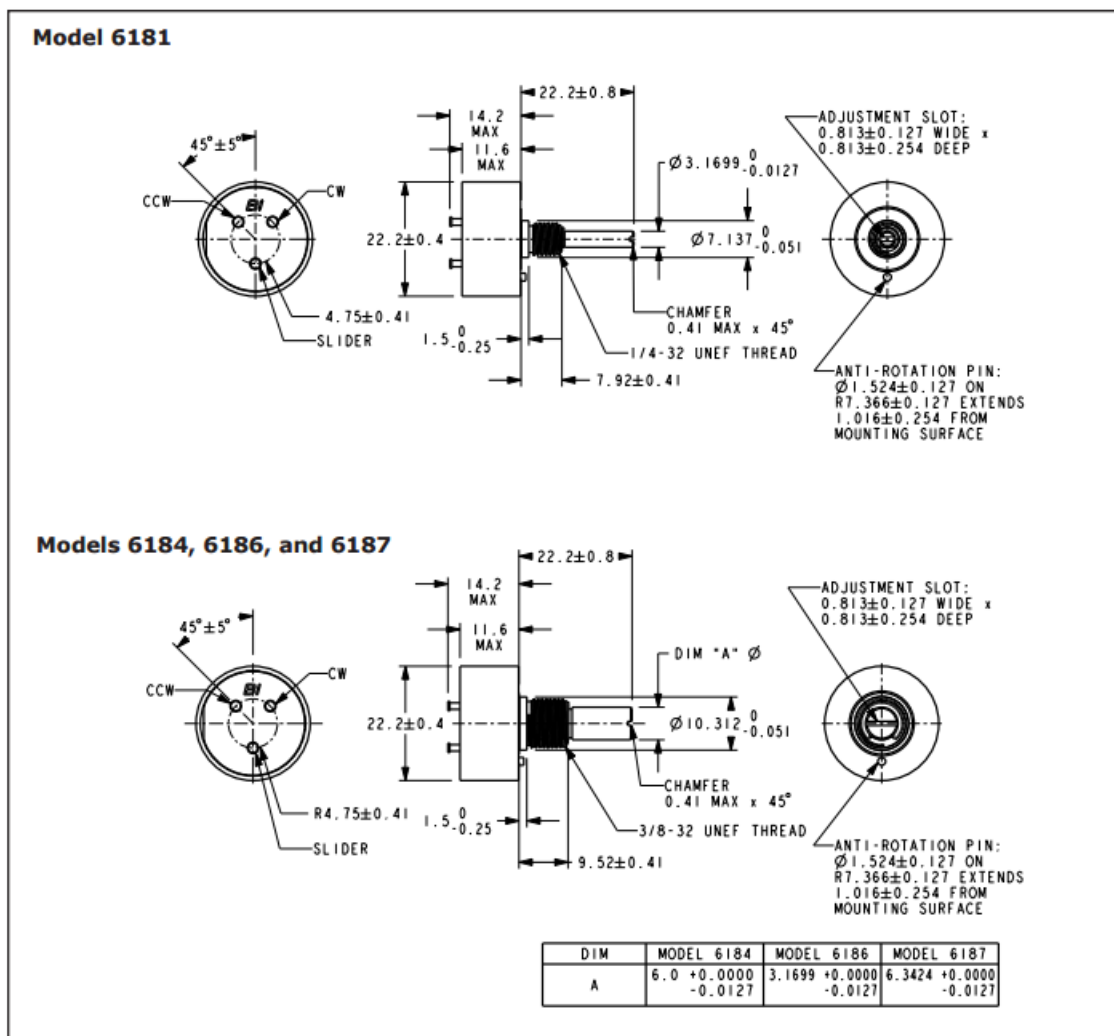 Model 6181
22.2±0.8
14.2
MAX
11.6
MAX
45°±5°
CCW
CW
BI
22.2±0.4
Ø3.1699 0
-0.0127
Ø7.137 0
-0.051
ADJUSTMENT SLOT:
0.813±0.127 WIDE x
0.813±0.254 DEEP
4.75±0.41
SLIDER
1.5 0
-0.25
CHAMFER
0.41 MAX x 45°
1/4-32 UNEF THREAD
7.92±0.41
ANTI-ROTATION PIN:
Ø1.524±0.127 ON
R7.366±0.127 EXTENDS
1.016±0.254 FROM
MOUNTING SURFACE
Models 6184, 6186, and 6187
22.2±0.8
14.2
MAX
11.6
MAX
45°±5°
CCW
CW
BI
22.2±0.4
DIM "A" Ø
Ø10.312 0
-0.051
ADJUSTMENT SLOT:
0.813±0.127 WIDE x
0.813±0.254 DEEP
R4.75±0.41
SLIDER
1.5 0
-0.25
CHAMFER
0.41 MAX x 45°
3/8-32 UNEF THREAD
9.52±0.41
ANTI-ROTATION PIN:
Ø1.524±0.127 ON
R7.366±0.127 EXTENDS
1.016±0.254 FROM
MOUNTING SURFACE
DIM MODEL 6184 MODEL 6186 MODEL 6187
A 6.0 +0.0000 3.1699 +0.0000 6.3424 +0.0000
-0.0127 -0.0127 -0.0127